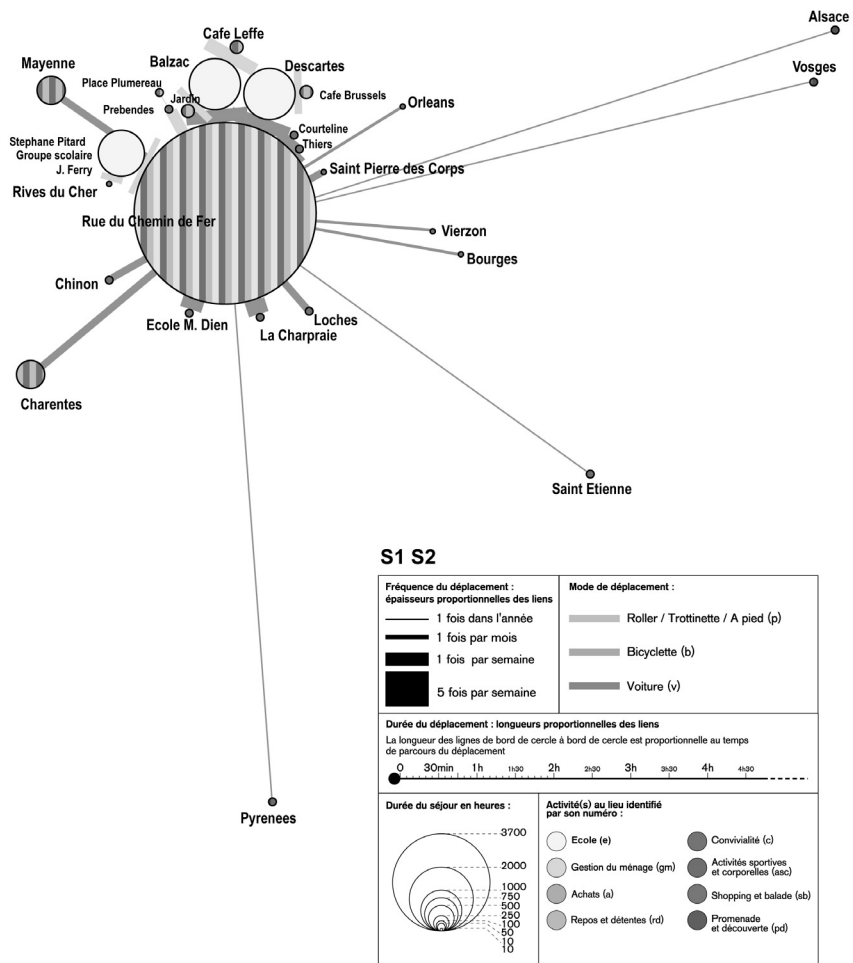 Alsace
Cafe Leffe
Mayenne
Balzac
Descartes
Vosges
Place Plumereau
Jardin
Cafe Brussels
Prebendes
Orleans
Courteline
Stephane Pitard
Groupe scolaire
J. Ferry
Thiers
Saint Pierre des Corps
Rives du Cher
Rue du Chemin de Fer
Vierzon
Bourges
Chinon
Ecole M. Dien
Loches
La Charpraie
Charentes
Saint Etienne
Pyrenees
S1 S2
Fréquence du déplacement :
épaisseurs proportionnelles des liens
1 fois dans l'année
1 fois par mois
1 fois par semaine
5 fois par semaine
Mode de déplacement :
Roller / Trottinette / A pied (p)
Bicyclette (b)
Voiture (v)
Durée du déplacement : longueurs proportionnelles des liens
La longueur des lignes de bord de cercle à bord de cercle est proportionnelle au temps
de parcours du déplacement
0 30min 1h 1h30 2h 2h30 3h 3h30 4h 4h30
Durée du séjour en heures :
3700
2000
1000
750
500
250
100
50
10
10
Activité(s) au lieu identifié
par son numéro :
Ecole (e)
Gestion du ménage (gm)
Achats (a)
Repos et détentes (rd)
Convivialité (c)
Activités sportives
et corporelles (asc)
Shopping et balade (sb)
Promenade
et découverte (pd)